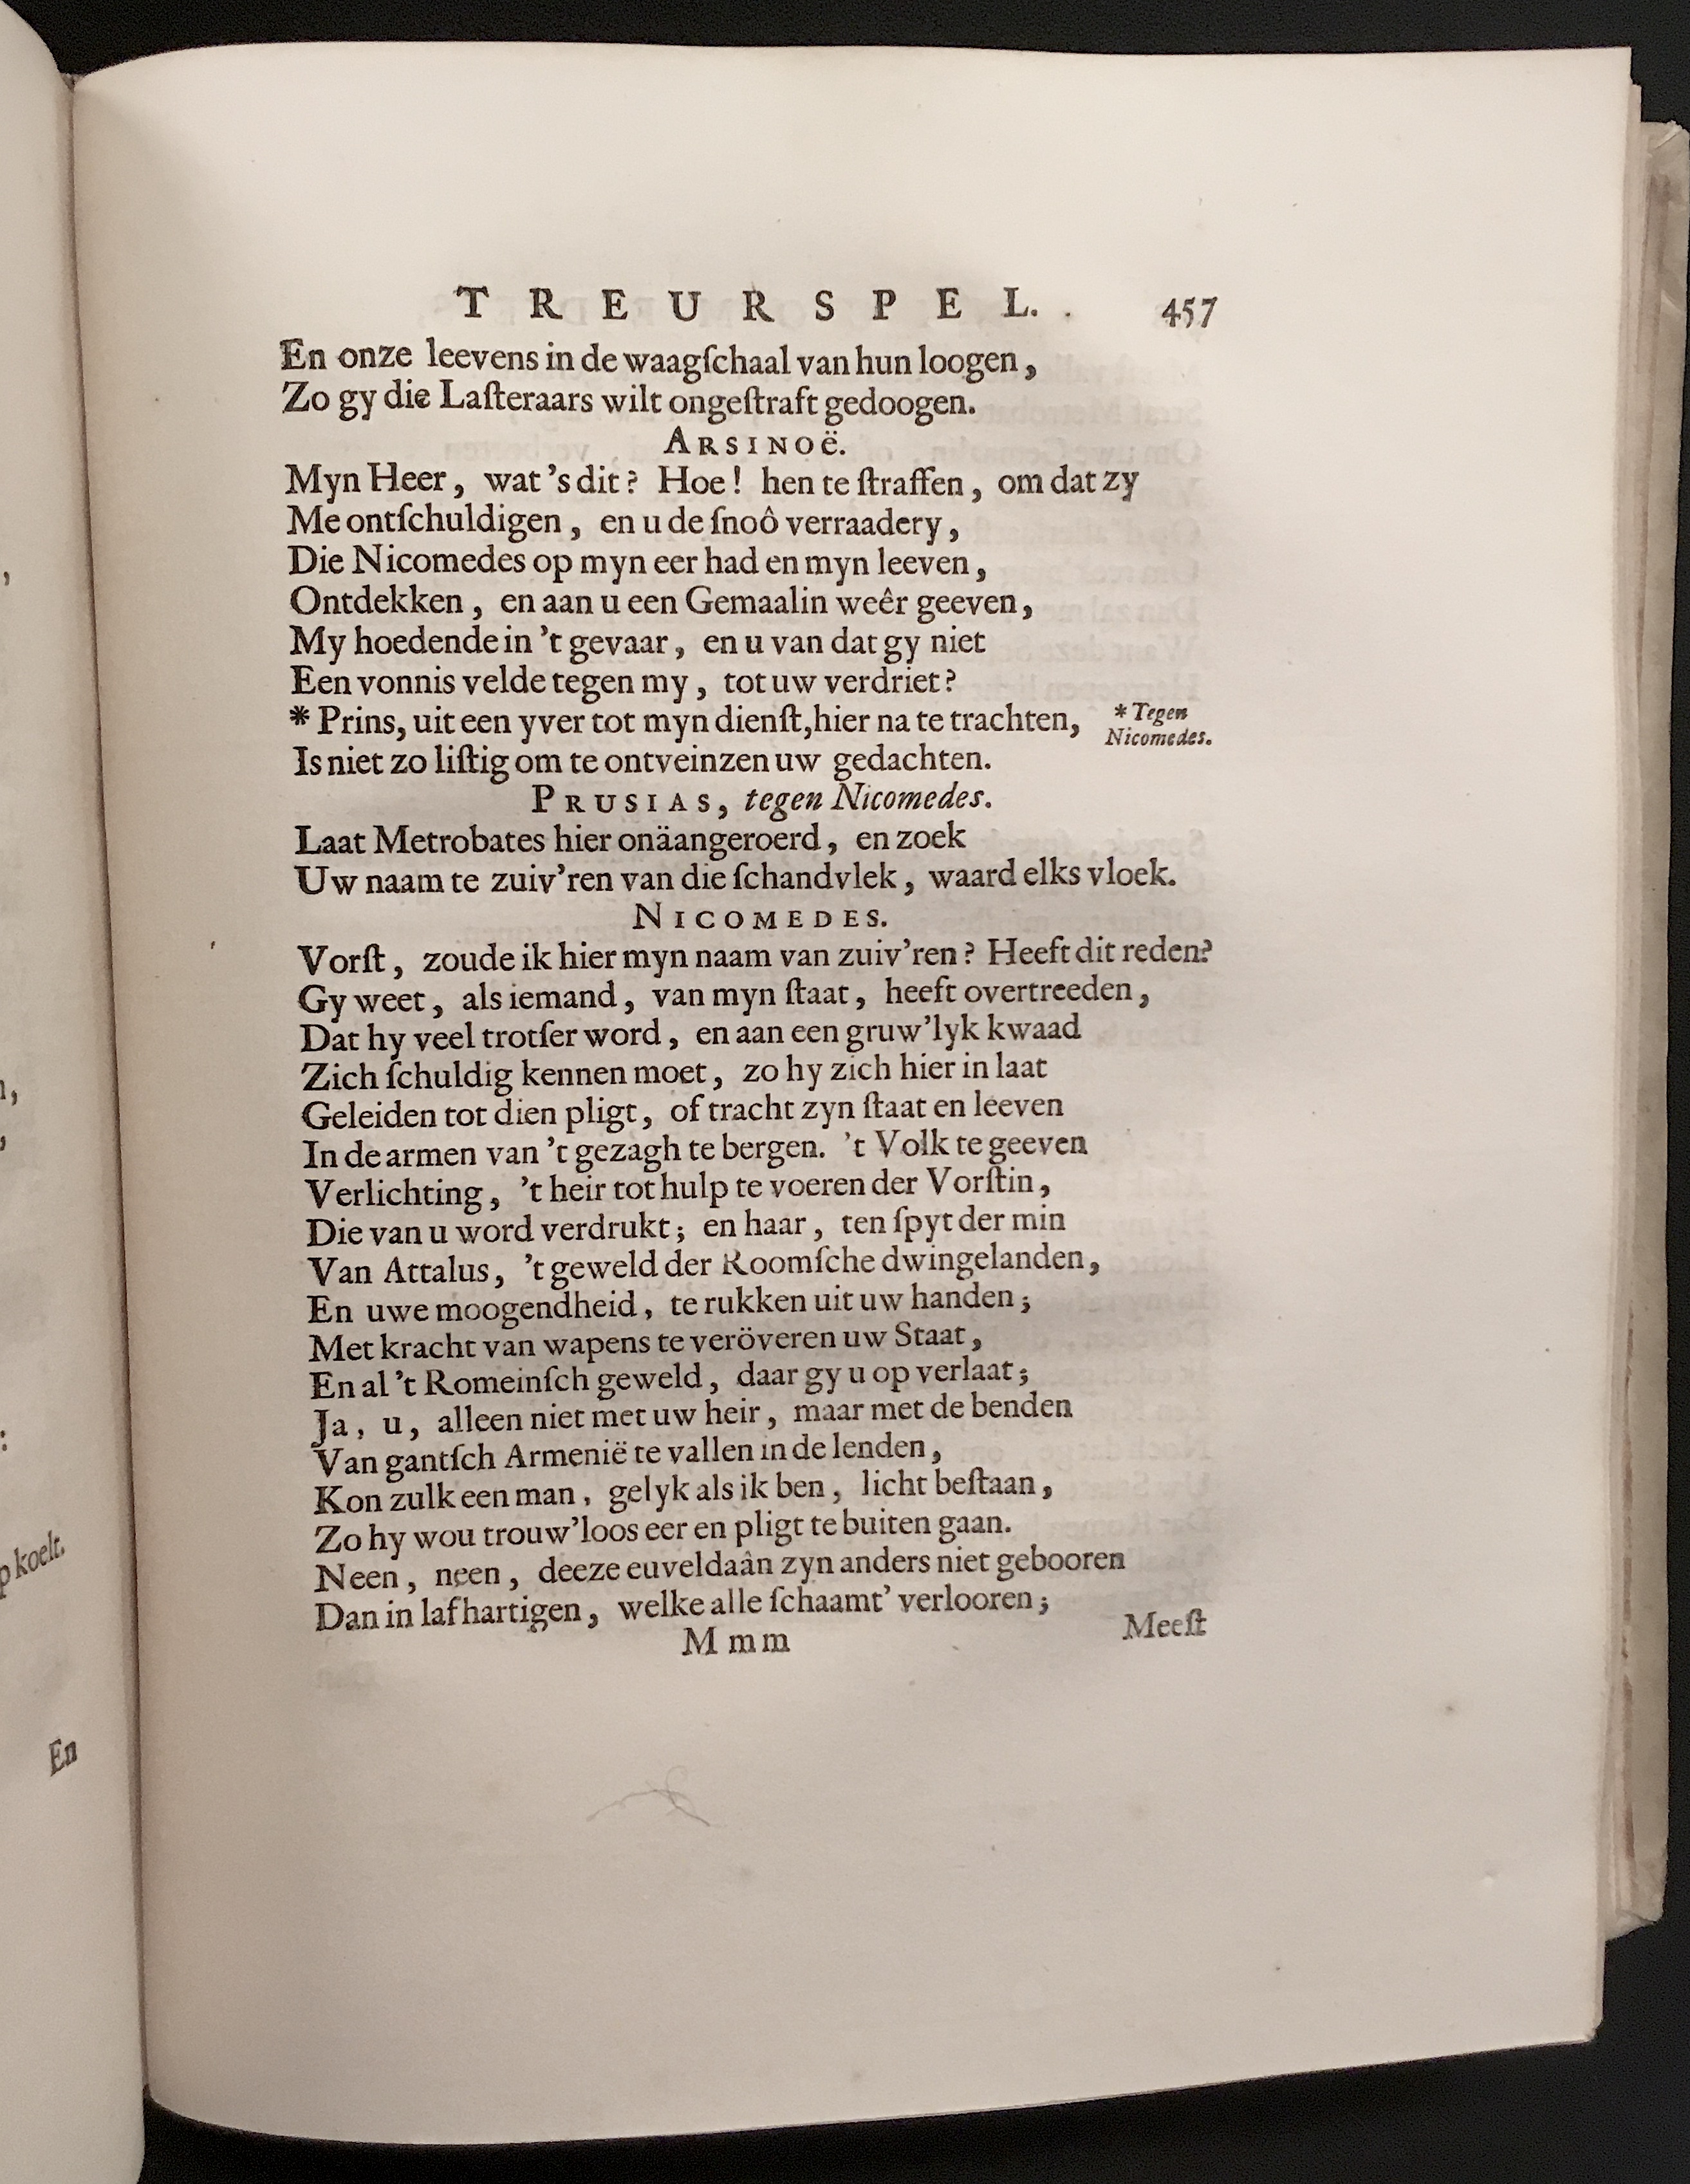 TREURSPEL. 457
En onze leevens in de waagſchaal van hun loogen,
Zo gy die Laſteraars wilt ongeſtraft gedoogen.
ARSINOË.
Myn Heer, wat 's dit? Hoe! hen te ſtraffen, om dat zy
Me ontſchuldigen, en u de ſnoô verraadery,
Die Nicomedes op myn eer had en myn leeven,
Ontdekken, en aan u een Gemaalin weêr geeven,
My hoedende in 't gevaar, en u van dat gy niet
Een vonnis velde tegen my, tot uw verdriet?
* Prins, uit een yver tot myn dienſt, hier na te trachten,
* Tegen
Nicomedes.
Is niet zo liſtig om te ontveinzen uw gedachten.
PRUSIAS, tegen Nicomedes.
Laat Metrobates hier onäangeroerd, en zoek
Uw naam te zuiv'ren van die ſchandvlek, waard elks vloek.
NICOMEDES.
Vorſt, zoude ik hier myn naam van zuiv'ren? Heeft dit reden?
Gy weet, als iemand, van myn ſtaat, heeft overtreeden,
Dat hy veel trotſer word, en aan een gruw'lyk kwaad
Zich ſchuldig kennen moet, zo hy zich hier in laat
Geleiden tot dien pligt, of tracht zyn ſtaat en leeven
In de armen van 't gezagh te bergen. 't Volk te geeven
Verlichting, 't heir tot hulp te voeren der Vorſtin,
Die van u word verdrukt; en haar, ten ſpyt der min
Van Attalus, 't geweld der Roomſche dwingelanden,
En uwe moogendheid, te rukken uit uw handen;
Met kracht van wapens te veröveren uw Staat,
En al 't Romeinſch geweld, daar gy u op verlaat;
Ja, u, alleen niet met uw heir, maar met de benden
Van gantſch Armenië te vallen in de lenden,
Kon zulk een man, gelyk als ik ben, licht beſtaan,
Zo hy wou trouw'loos eer en pligt te buiten gaan.
Neen, neen, deeze euveldaân zyn anders niet gebooren
Dan in lafhartigen, welke alle ſchaamt' verlooren;
Mmm Meeſt
koelt.
En